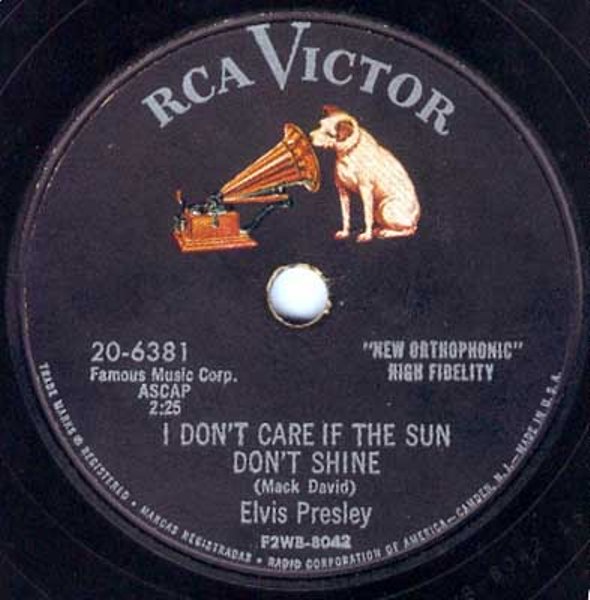 RCA VICTOR
20-6381
Famous Music Corp.
ASCAP
2:25
"NEW ORTHOPHONIC"
HIGH FIDELITY
I DON'T CARE IF THE SUN
DON'T SHINE
(Mack David)
Elvis Presley
F2WB-8042
TRADE MARKS ® REGISTERED • MARCAS REGISTRADAS • RADIO CORPORATION OF AMERICA—CAMDEN, N. J.—MADE IN U. S. A.